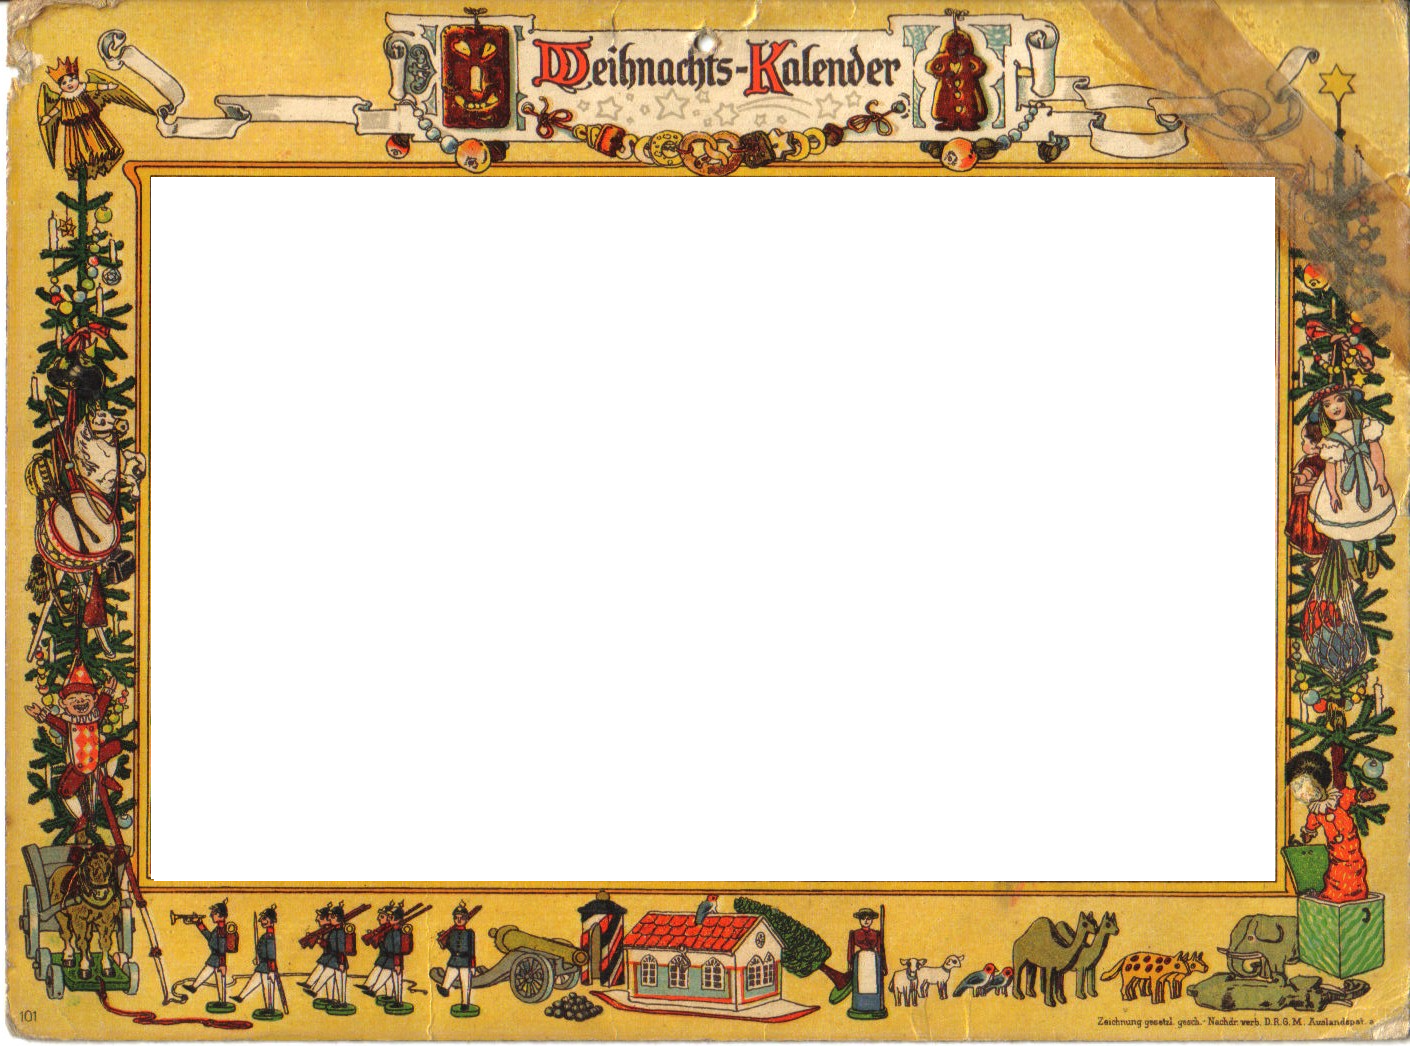 Weihnachts-Kalender
101
Zeichnung gesetzl. gesch. - Nachdr. verb. D.R.G.M. Auslandspat. a